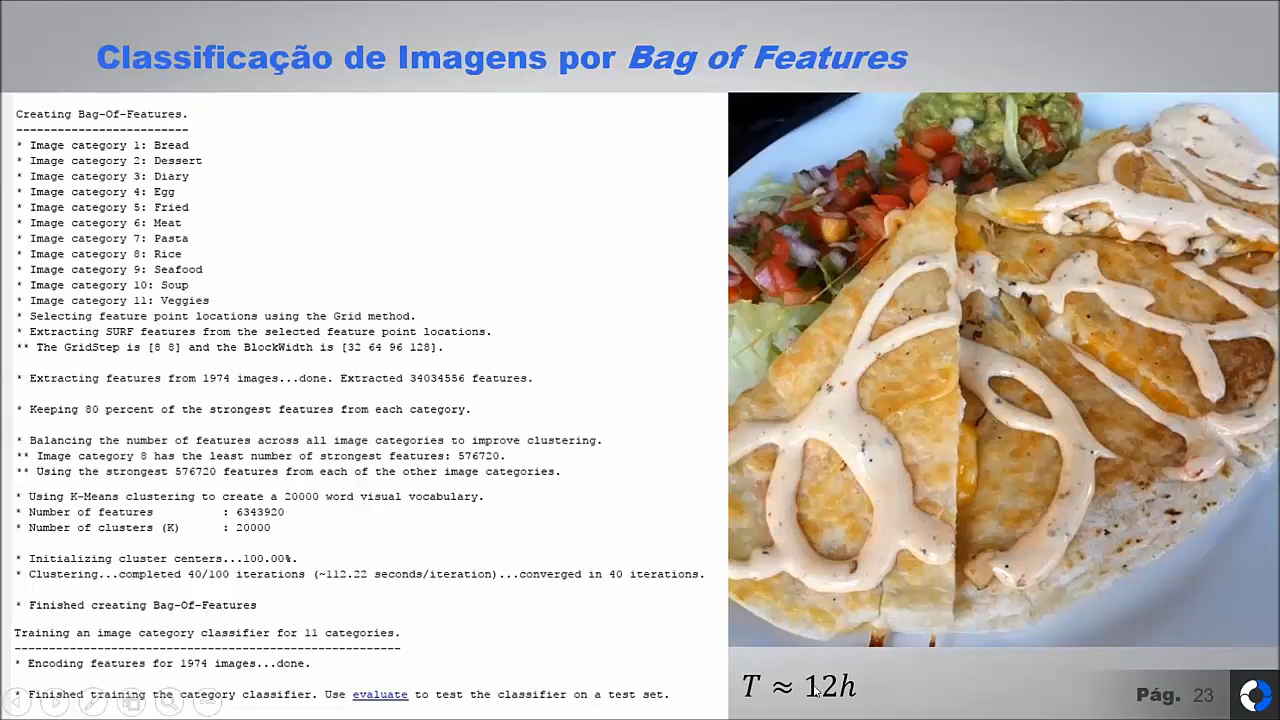 Classificação de Imagens por Bag of Features
Creating Bag-Of-Features.
-------------------------
* Image category 1: Bread
* Image category 2: Dessert
* Image category 3: Diary
* Image category 4: Egg
* Image category 5: Fried
* Image category 6: Meat
* Image category 7: Pasta
* Image category 8: Rice
* Image category 9: Seafood
* Image category 10: Soup
* Image category 11: Veggies
* Selecting feature point locations using the Grid method.
* Extracting SURF features from the selected feature point locations.
** The GridStep is [8 8] and the BlockWidth is [32 64 96 128].
* Extracting features from 1974 images...done. Extracted 34034556 features.
* Keeping 80 percent of the strongest features from each category.
* Balancing the number of features across all image categories to improve clustering.
** Image category 8 has the least number of strongest features: 576720.
** Using the strongest 576720 features from each of the other image categories.
* Using K-Means clustering to create a 20000 word visual vocabulary.
* Number of features : 6343920
* Number of clusters (K) : 20000
* Initializing cluster centers...100.00%.
* Clustering...completed 40/100 iterations (~112.22 seconds/iteration)...converged in 40 iterations.
* Finished creating Bag-Of-Features
Training an image category classifier for 11 categories.
--------------------------------------------------------
* Encoding features for 1974 images...done.
* Finished training the category classifier. Use evaluate to test the classifier on a test set.
T ≈ 12h
Pág. 23